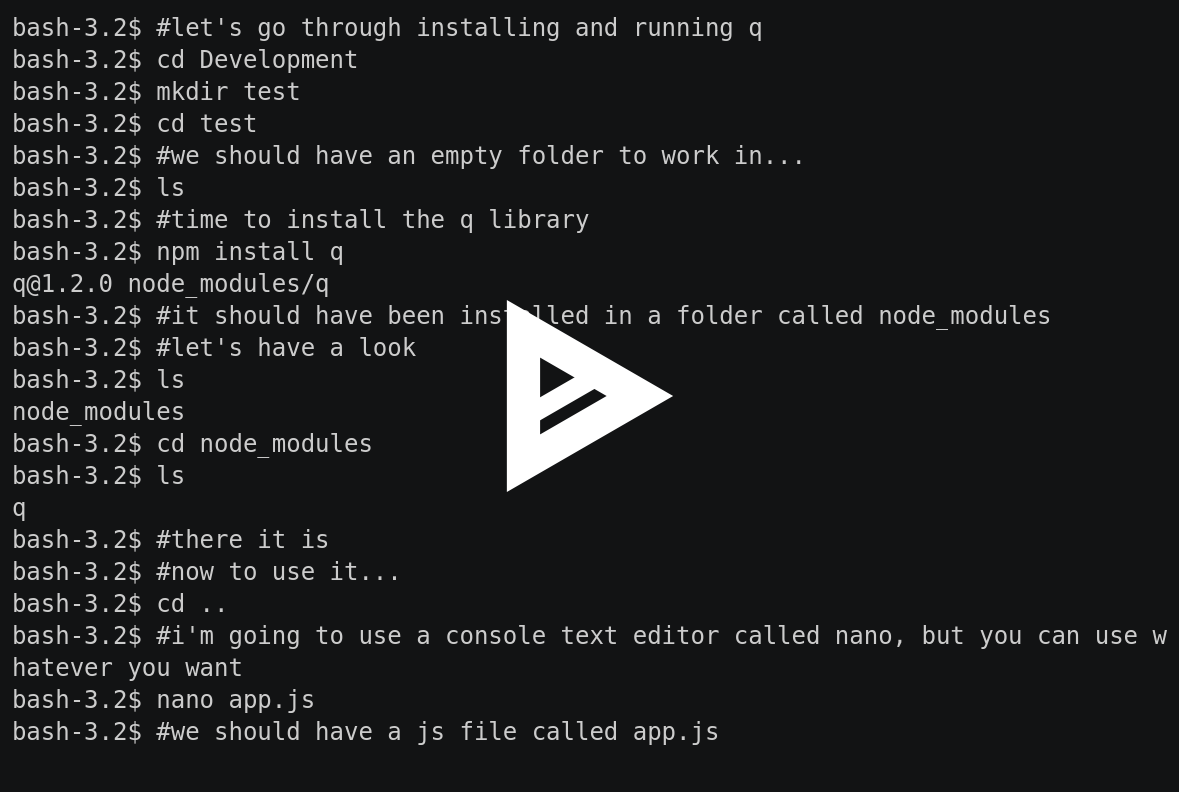 bash-3.2$ #let's go through installing and running q
bash-3.2$ cd Development
bash-3.2$ mkdir test
bash-3.2$ cd test
bash-3.2$ #we should have an empty folder to work in...
bash-3.2$ ls
bash-3.2$ #time to install the q library
bash-3.2$ npm install q
q@1.2.0 node_modules/q
bash-3.2$ #it should have been installed in a folder called node_modules
bash-3.2$ #let's have a look
bash-3.2$ ls
node_modules
bash-3.2$ cd node_modules
bash-3.2$ ls
q
bash-3.2$ #there it is
bash-3.2$ #now to use it...
bash-3.2$ cd ..
bash-3.2$ #i'm going to use a console text editor called nano, but you can use w
hatever you want
bash-3.2$ nano app.js
bash-3.2$ #we should have a js file called app.js